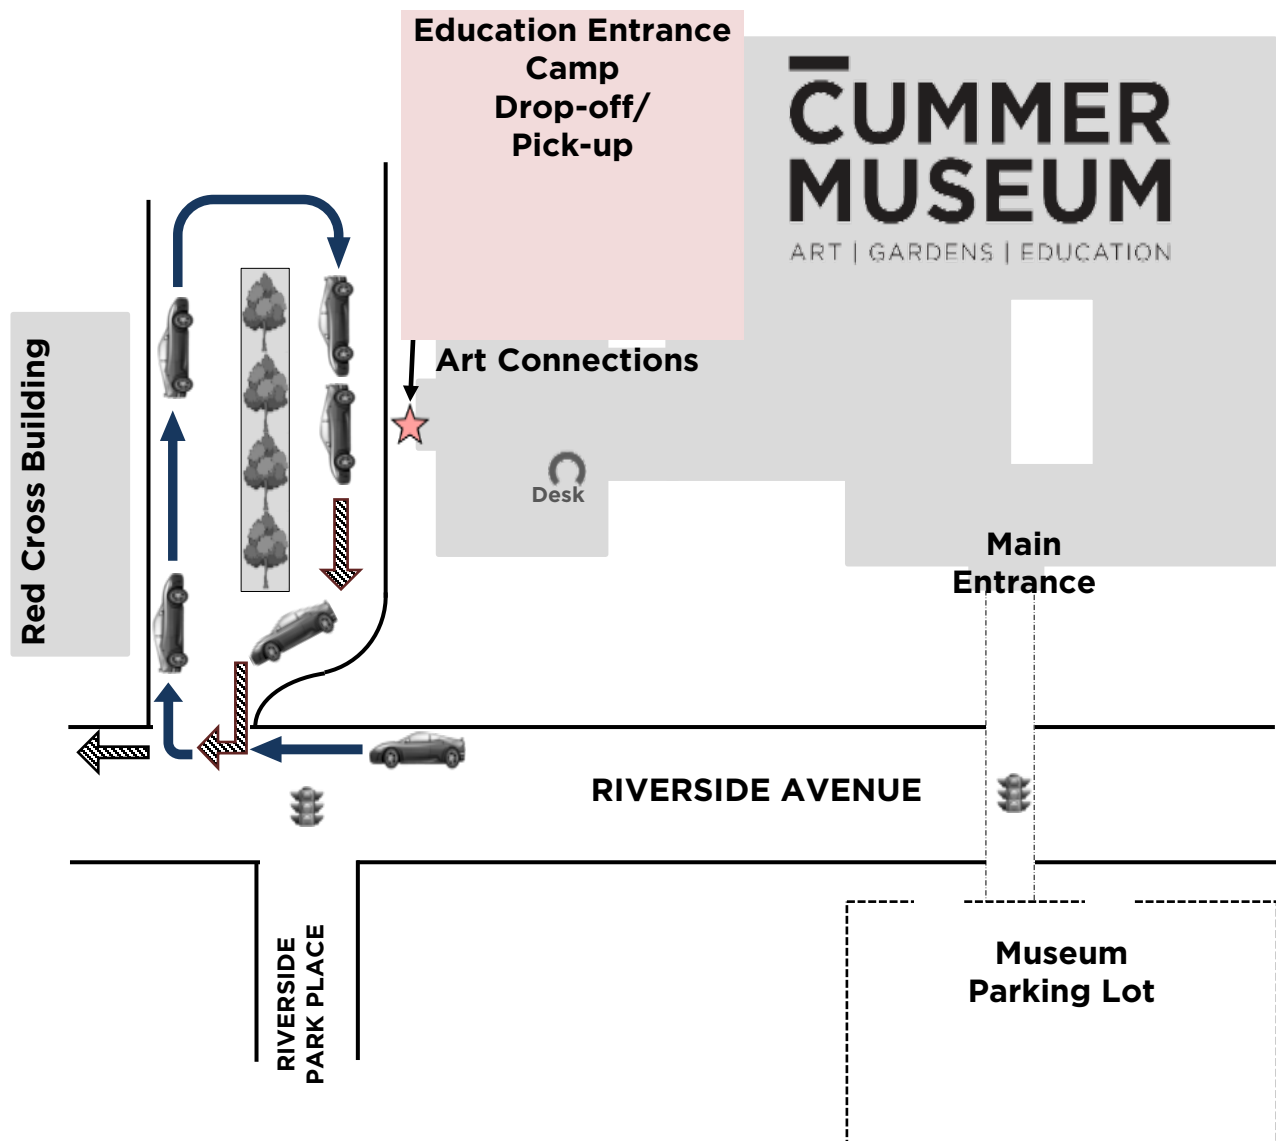 Education Entrance
Camp
Drop-off/
Pick-up
CUMMER
MUSEUM
ART | GARDENS | EDUCATION
Art Connections
Red Cross Building
Desk
Main
Entrance
RIVERSIDE AVENUE
RIVERSIDE
PARK PLACE
Museum
Parking Lot